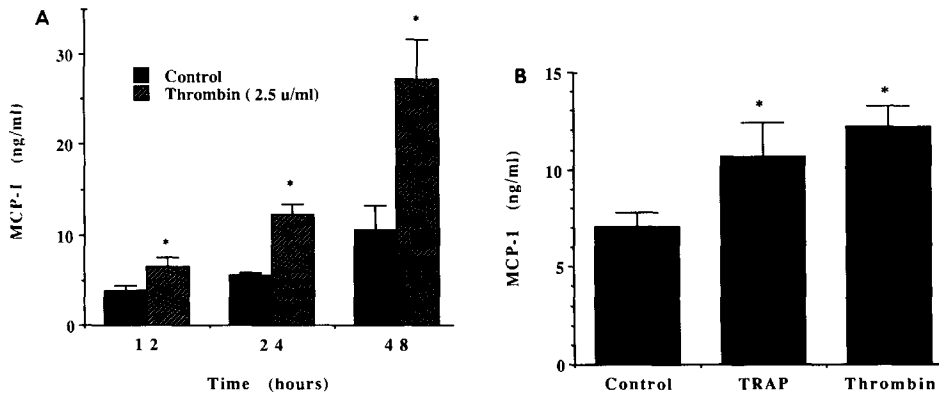 A
MCP-1 (ng/ml)
30
20
10
0
Control
Thrombin ( 2.5 u/ml)
*
*
*
1 2
2 4
4 8
Time (hours)
B
MCP-1 (ng/ml)
15
10
5
0
*
*
Control
TRAP
Thrombin